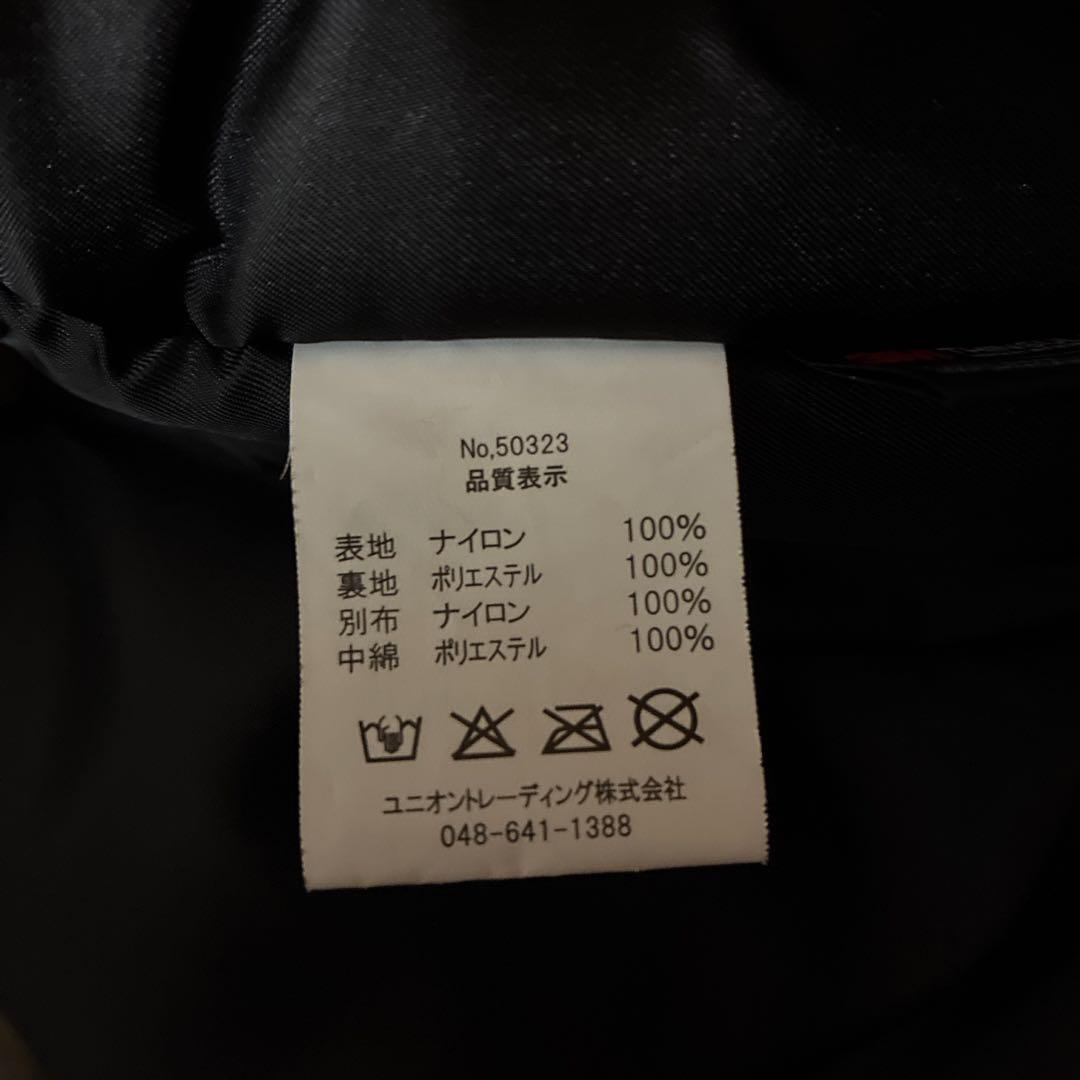 No,50323
品質表示
表地 ナイロン 100%
裏地 ポリエステル 100%
別布 ナイロン 100%
中綿 ポリエステル 100%
ユニオントレーディング株式会社
048-641-1388